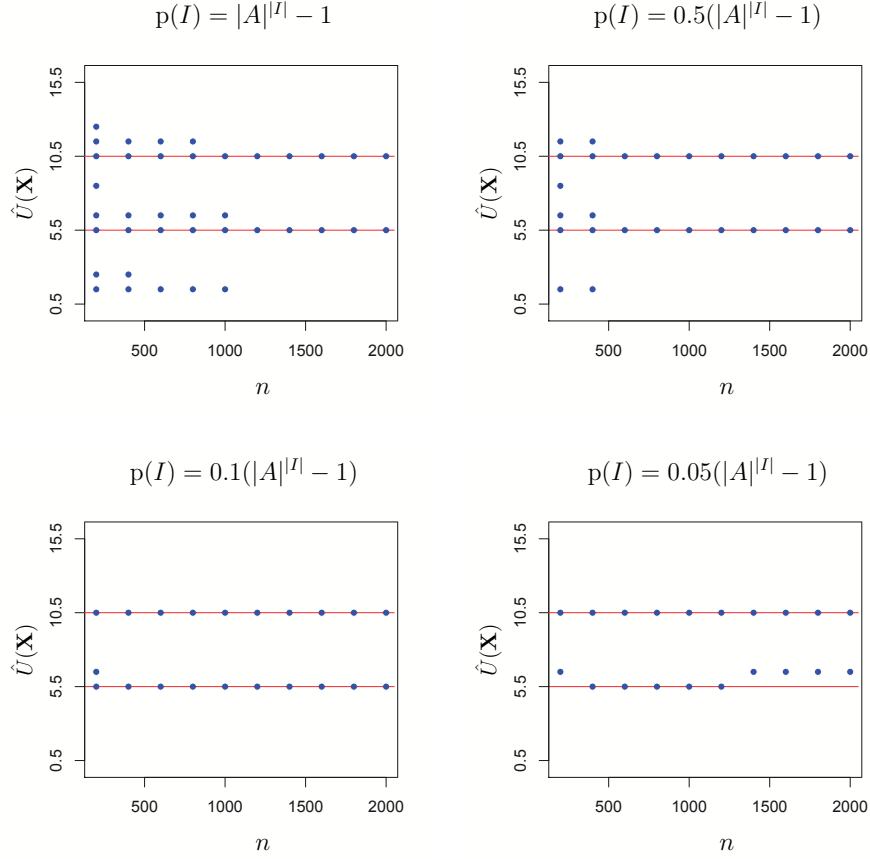 p(I) = |A|^{|I|} − 1
p(I) = 0.5(|A|^{|I|} − 1)
Û(X)
15.5
10.5
5.5
0.5
500
1000
1500
2000
n
Û(X)
15.5
10.5
5.5
0.5
500
1000
1500
2000
n
p(I) = 0.1(|A|^{|I|} − 1)
p(I) = 0.05(|A|^{|I|} − 1)
Û(X)
15.5
10.5
5.5
0.5
500
1000
1500
2000
n
Û(X)
15.5
10.5
5.5
0.5
500
1000
1500
2000
n